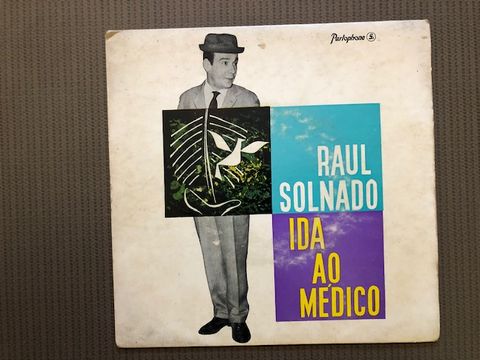 Parlophone
RAUL
SOLNADO
IDA
AO
MÉDICO